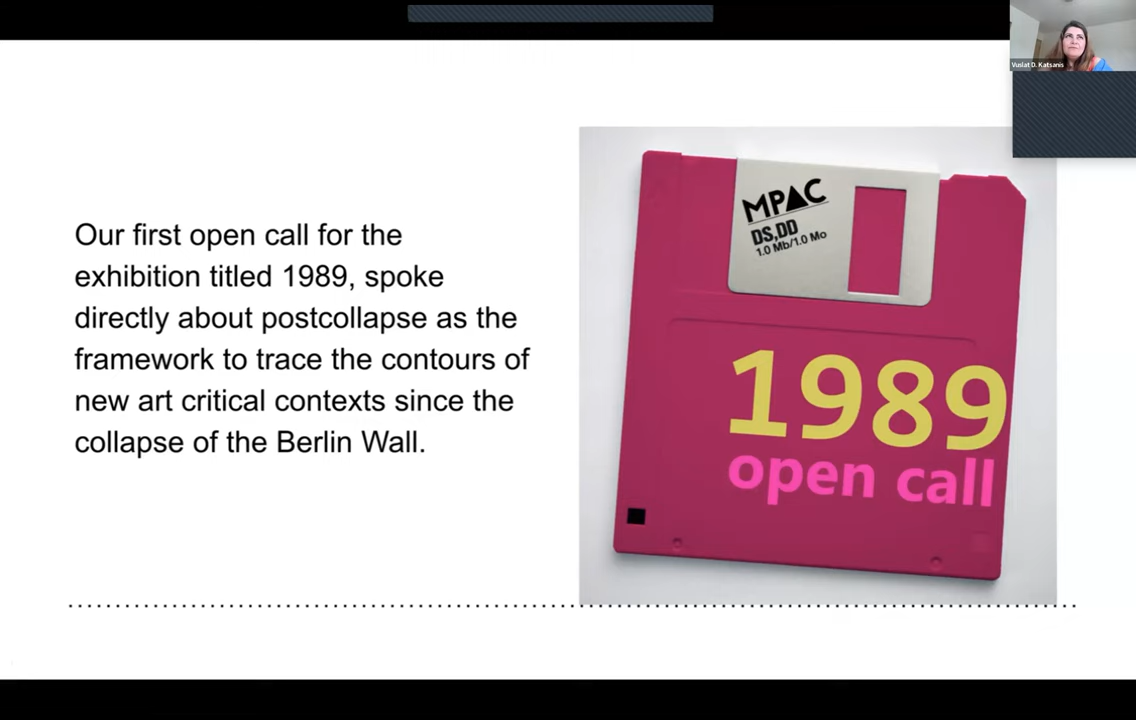 Vuslat D. Katsanis
Our first open call for the
exhibition titled 1989, spoke
directly about postcollapse as the
framework to trace the contours of
new art critical contexts since the
collapse of the Berlin Wall.
MPAC
DS,DD
1.0 Mb/1.0 Mo
1989
open call